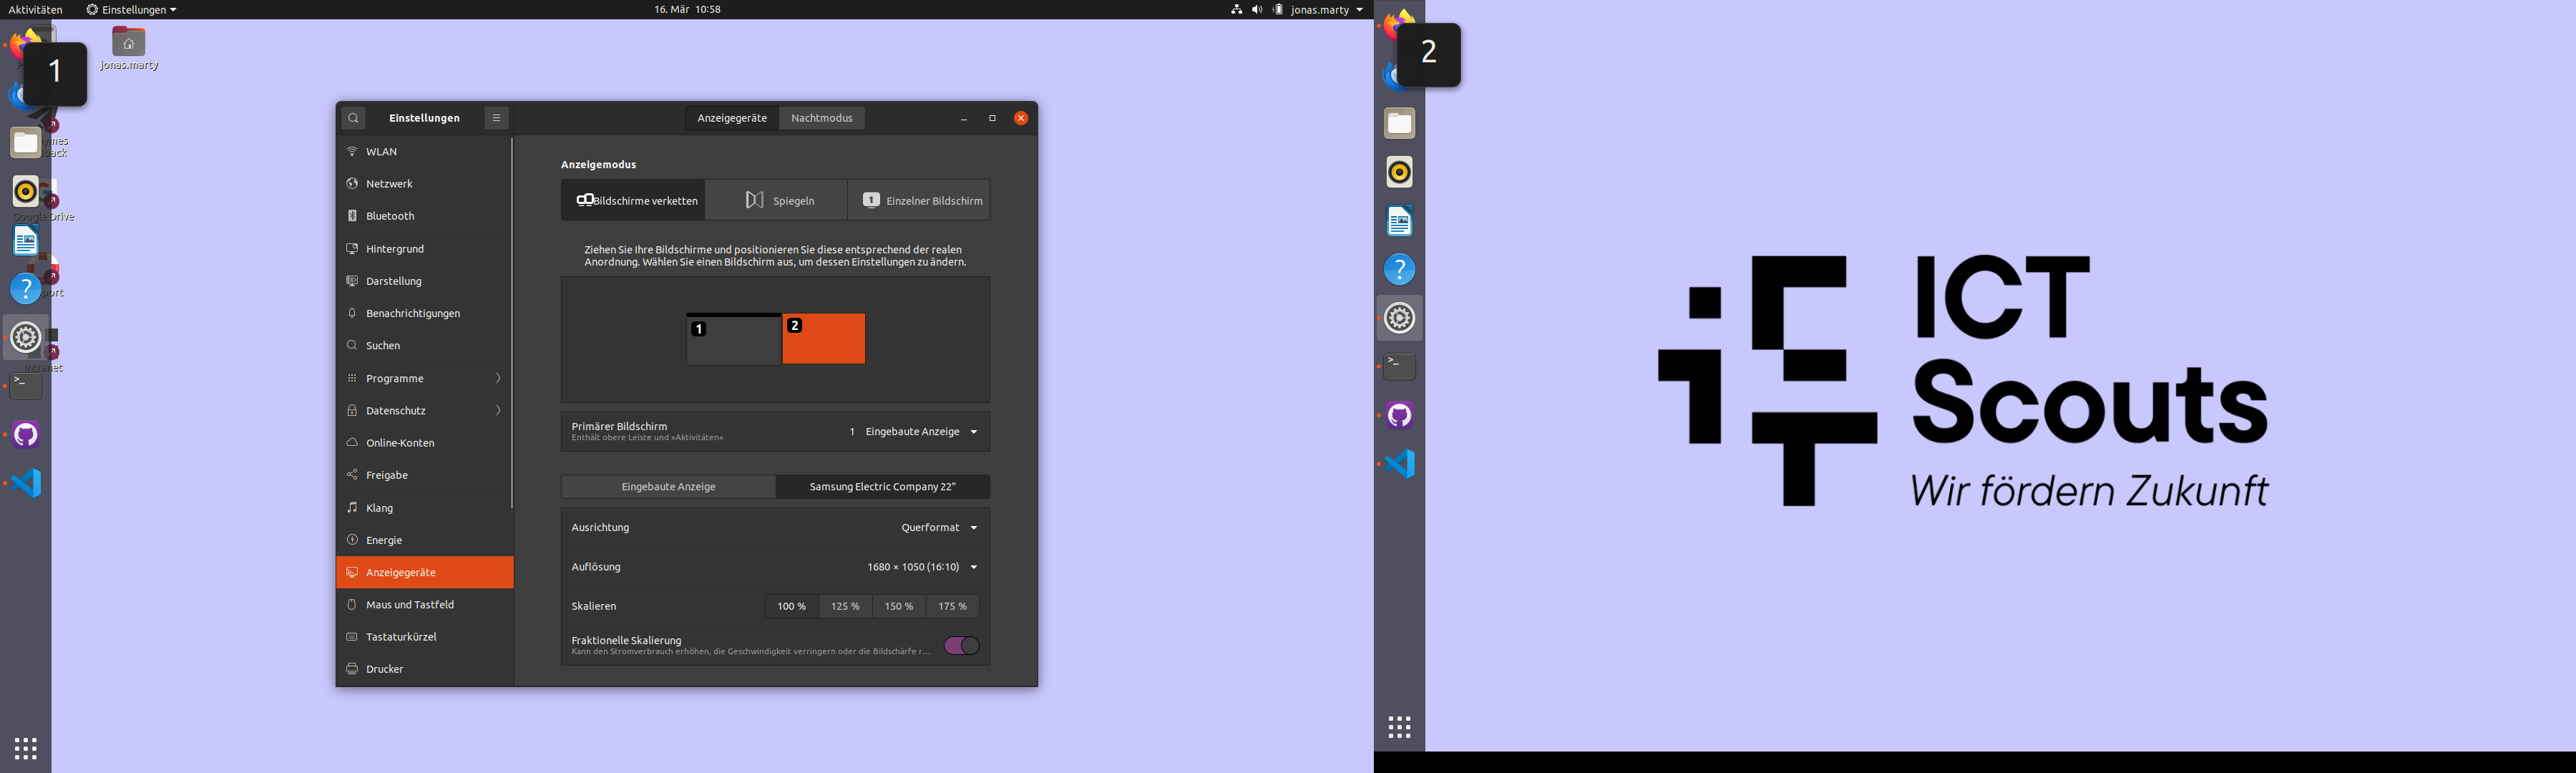 Aktivitäten
Einstellungen
16. Mär 10:58
jonas.marty
1
jonas.marty
Google Drive
Intranet
Einstellungen
Anzeigegeräte
Nachtmodus
WLAN
Netzwerk
Bluetooth
Hintergrund
Darstellung
Benachrichtigungen
Suchen
Programme
Datenschutz
Online-Konten
Freigabe
Klang
Energie
Anzeigegeräte
Maus und Tastfeld
Tastaturkürzel
Drucker
Anzeigemodus
Bildschirme verketten
Spiegeln
1 Einzelner Bildschirm
Ziehen Sie Ihre Bildschirme und positionieren Sie diese entsprechend der realen
Anordnung. Wählen Sie einen Bildschirm aus, um dessen Einstellungen zu ändern.
1
2
Primärer Bildschirm
Enthält obere Leiste und »Aktivitäten«
1 Eingebaute Anzeige
Eingebaute Anzeige
Samsung Electric Company 22"
Ausrichtung
Querformat
Auflösung
1680 × 1050 (16:10)
Skalieren
100 %
125 %
150 %
175 %
Fraktionelle Skalierung
Kann den Stromverbrauch erhöhen, die Geschwindigkeit verringern oder die Bildschärfe r…
2
ICT
Scouts
Wir fördern Zukunft